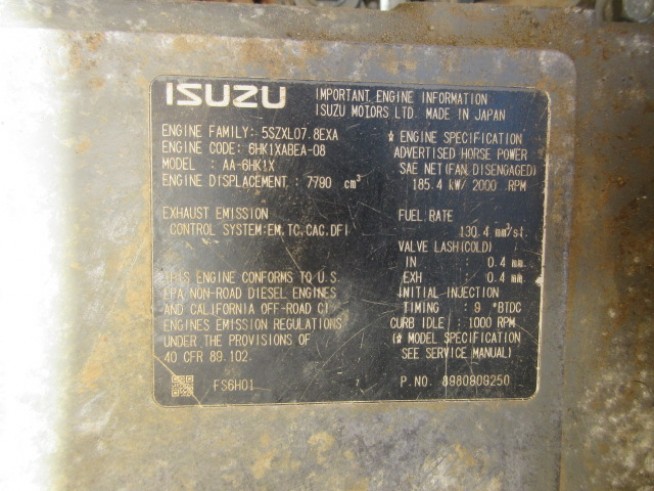 ISUZU
IMPORTANT ENGINE INFORMATION
ISUZU MOTORS LTD. MADE IN JAPAN
ENGINE FAMILY: 5SZXL07.8EXA
ENGINE CODE: 6HK1XABEA-08
MODEL : AA-6HK1X
ENGINE DISPLACEMENT : 7790 cm³
EXHAUST EMISSION
CONTROL SYSTEM:EM,TC,CAC,DFI
THIS ENGINE CONFORMS TO U.S.
EPA NON-ROAD DIESEL ENGINES
AND CALIFORNIA OFF-ROAD CI
ENGINES EMISSION REGULATIONS
UNDER THE PROVISIONS OF
40 CFR 89.102.
FS6H01
* ENGINE SPECIFICATION
ADVERTISED HORSE POWER
SAE NET(FAN,DISENGAGED)
185.4 kW/ 2000 RPM
FUEL RATE
130.4 mm³/st.
VALVE LASH(COLD)
IN : 0.4 mm
EXH : 0.4 mm
INITIAL INJECTION
TIMING : 9 °BTDC
CURB IDLE : 1000 RPM
(* MODEL SPECIFICATION
SEE SERVICE MANUAL)
P.NO. 8980909250